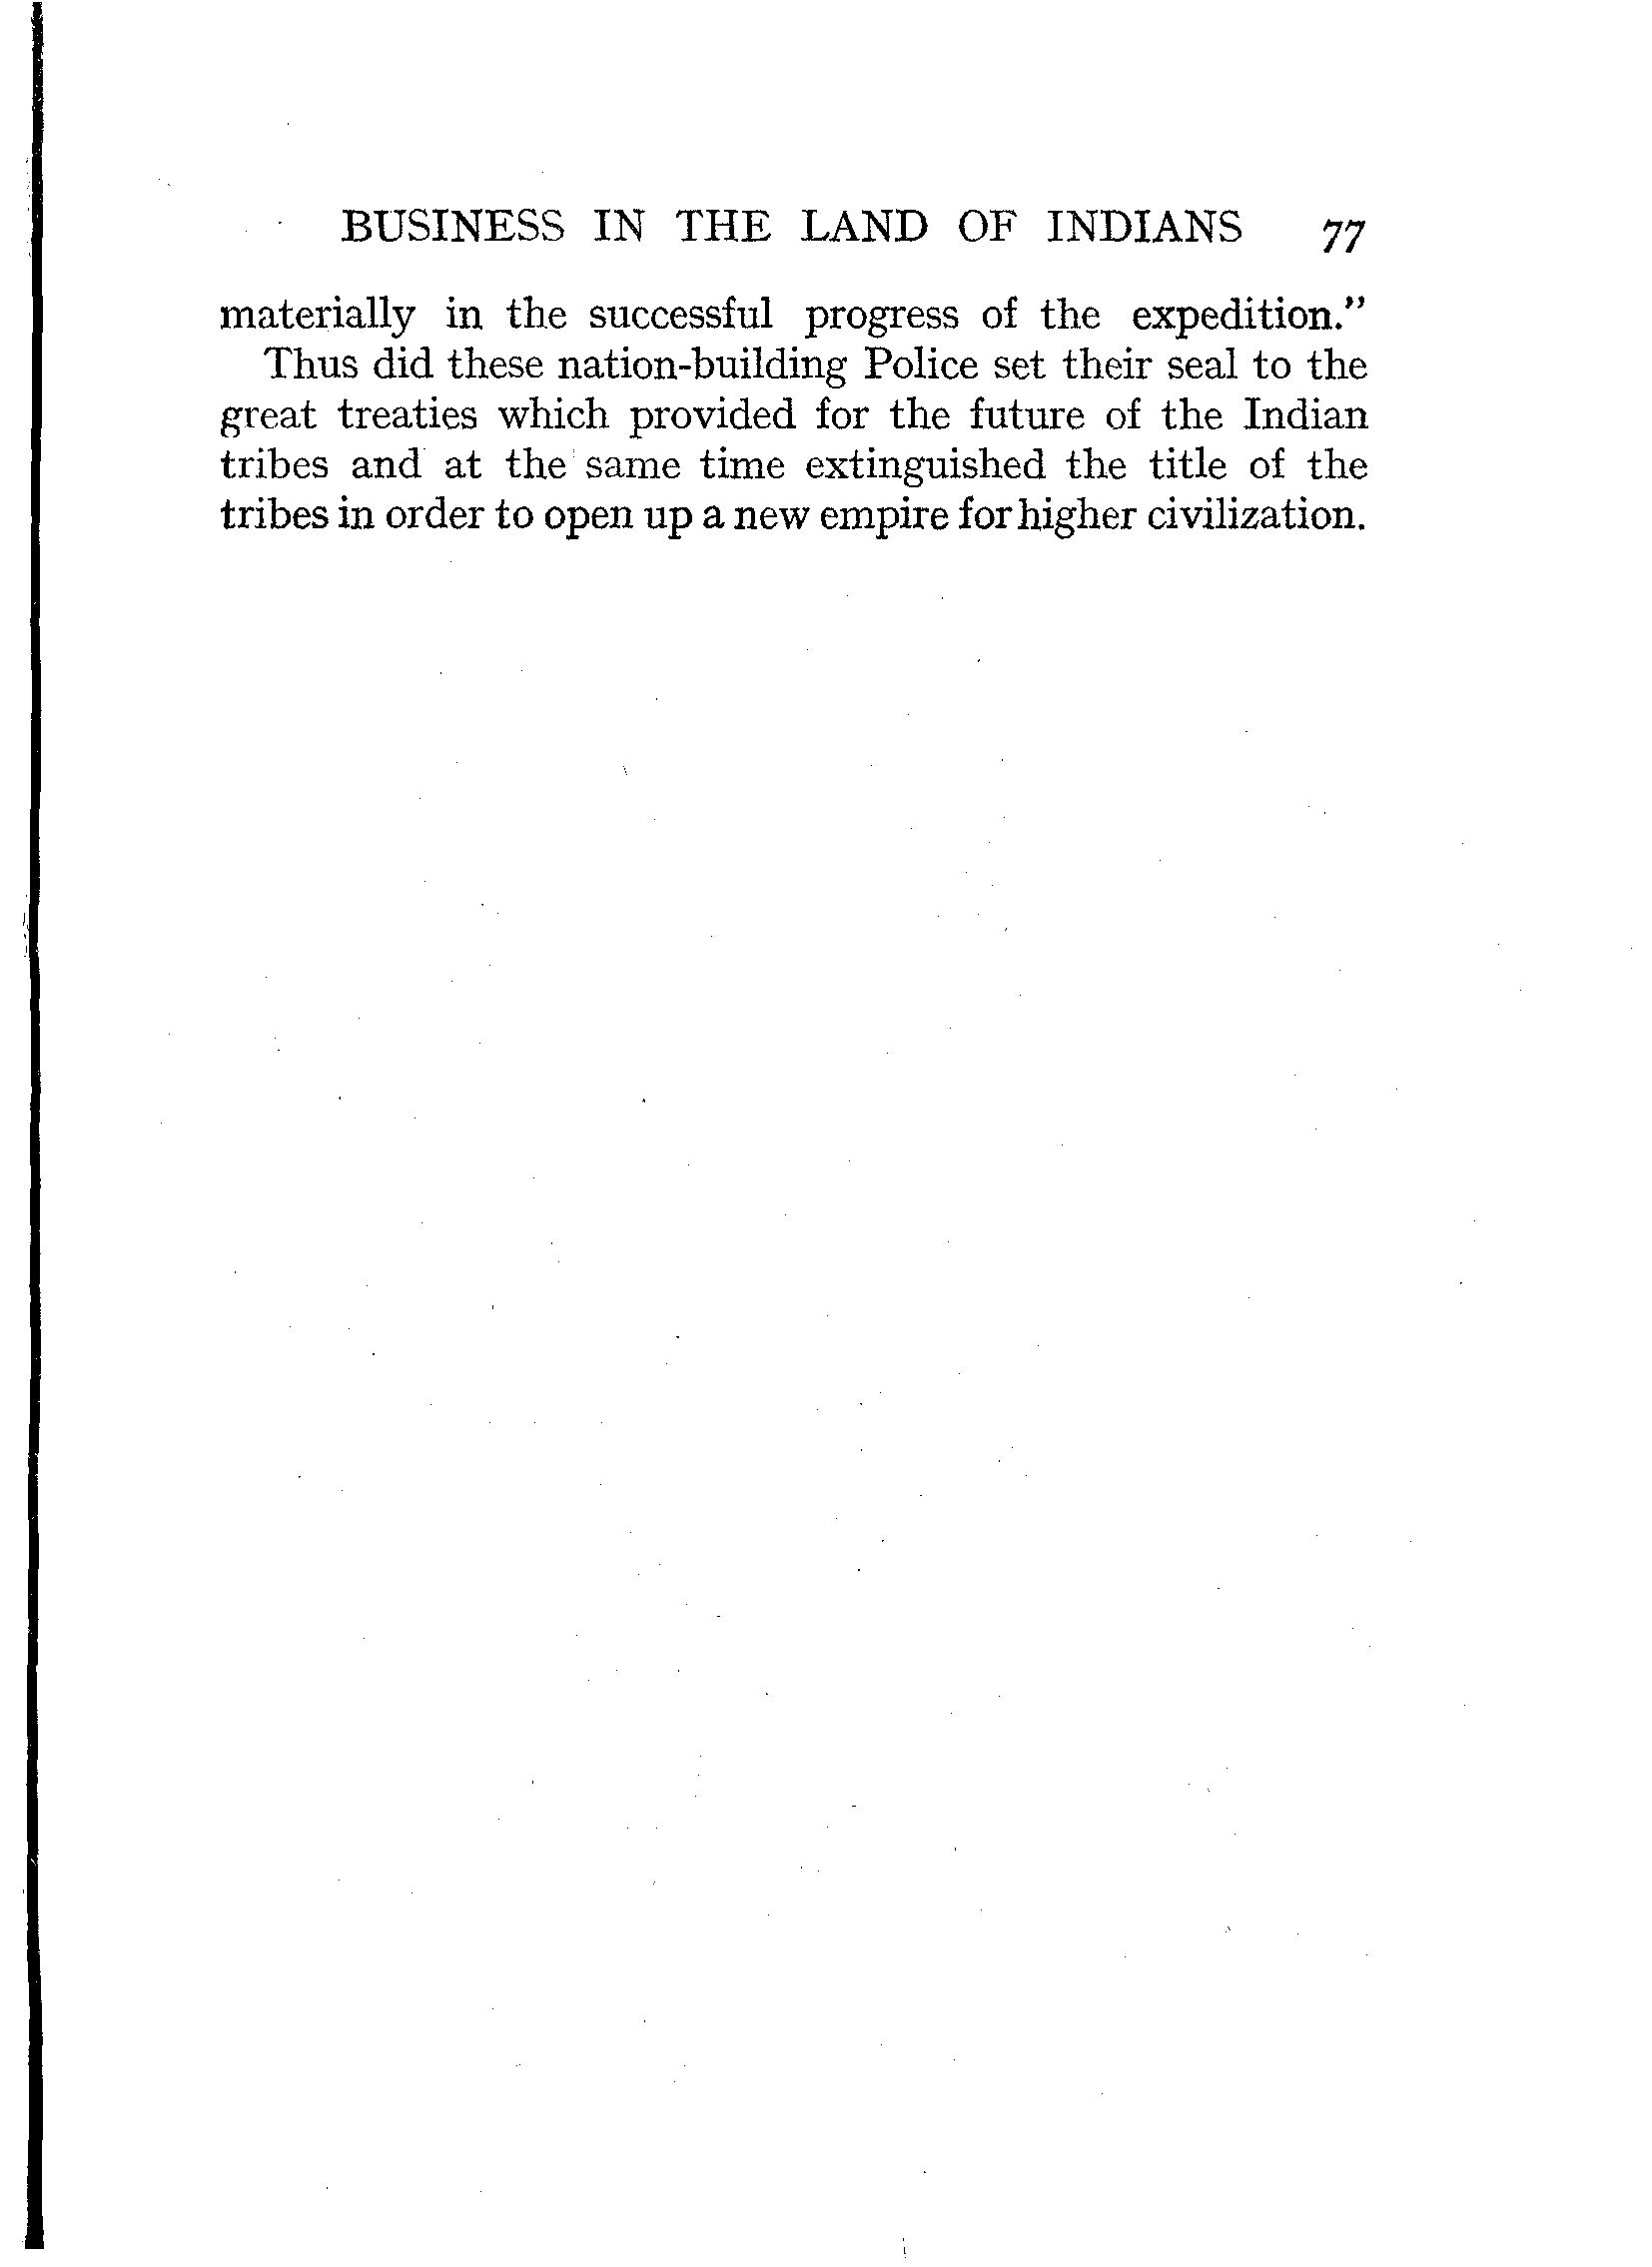 BUSINESS IN THE LAND OF INDIANS 77
materially in the successful progress of the expedition."
Thus did these nation-building Police set their seal to the
great treaties which provided for the future of the Indian
tribes and at the same time extinguished the title of the
tribes in order to open up a new empire for higher civilization.